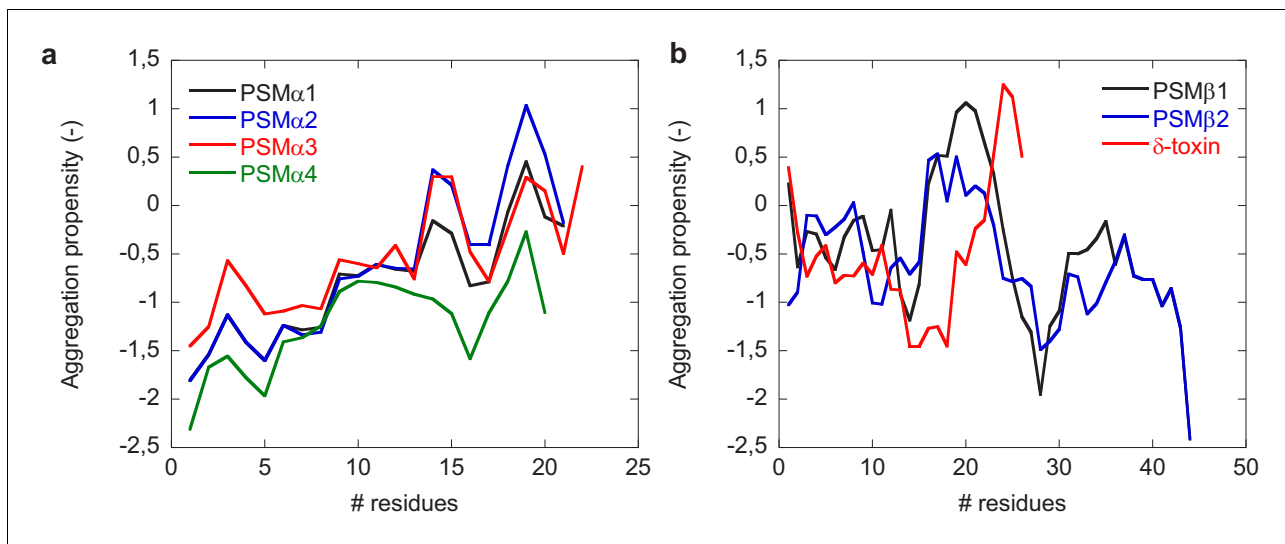 a
Aggregation propensity (-)
1,5
1
0,5
0
-0,5
-1
-1,5
-2
-2,5
PSMα1
PSMα2
PSMα3
PSMα4
0 5 10 15 20 25
# residues
b
Aggregation propensity (-)
1,5
1
0,5
0
-0,5
-1
-1,5
-2
-2,5
PSMβ1
PSMβ2
δ-toxin
0 10 20 30 40 50
# residues